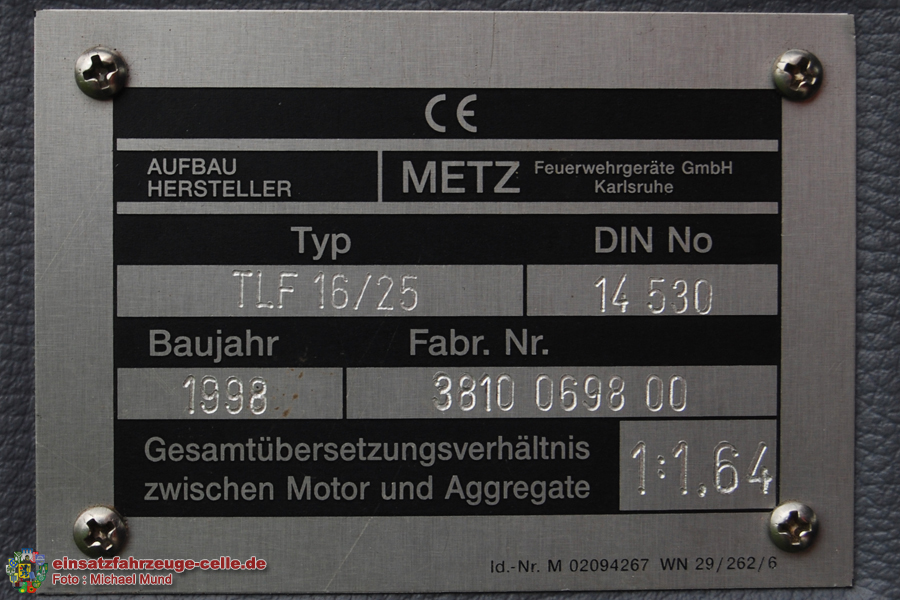 CE
AUFBAU HERSTELLER
METZ Feuerwehrgeräte GmbH Karlsruhe
Typ DIN No
TLF 16/25 14 530
Baujahr Fabr. Nr.
1998 3810 0698 00
Gesamtübersetzungsverhältnis
zwischen Motor und Aggregate 1:1.64
Id.-Nr. M 02094267 WN 29/262/6
einsatzfahrzeuge-celle.de
Foto : Michael Mund